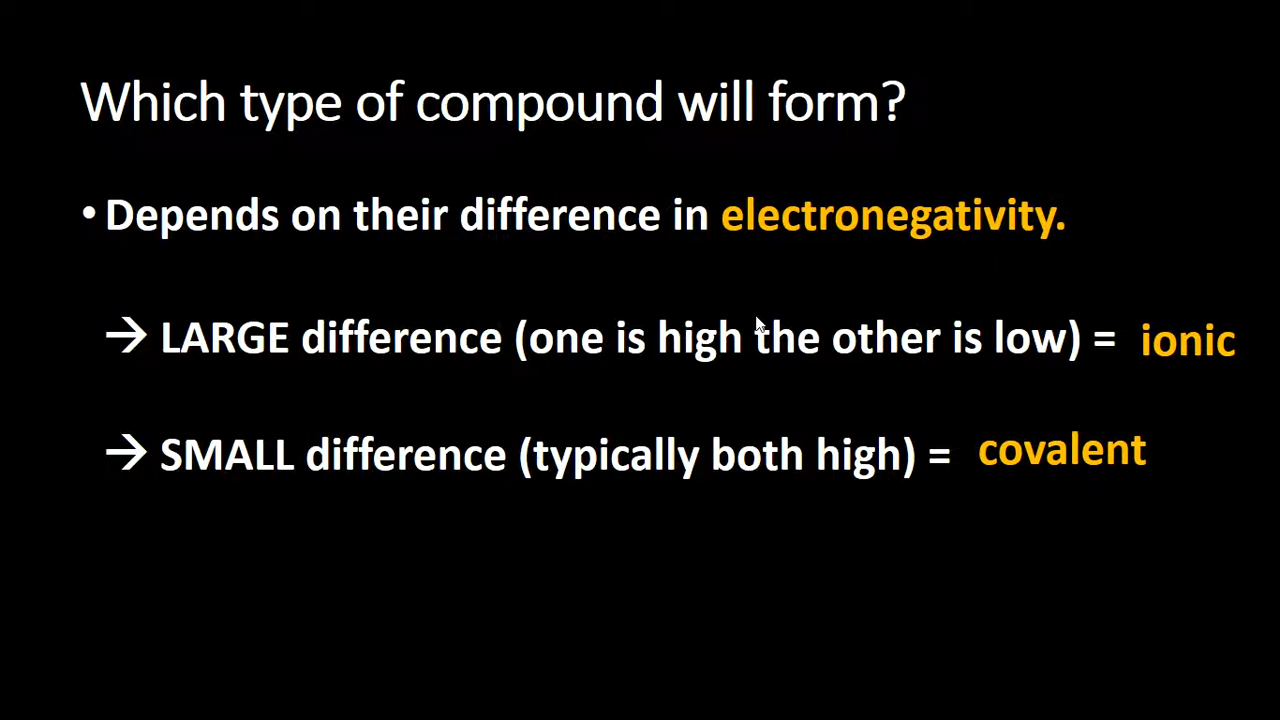 Which type of compound will form?
• Depends on their difference in electronegativity.
→ LARGE difference (one is high the other is low) = ionic
→ SMALL difference (typically both high) = covalent